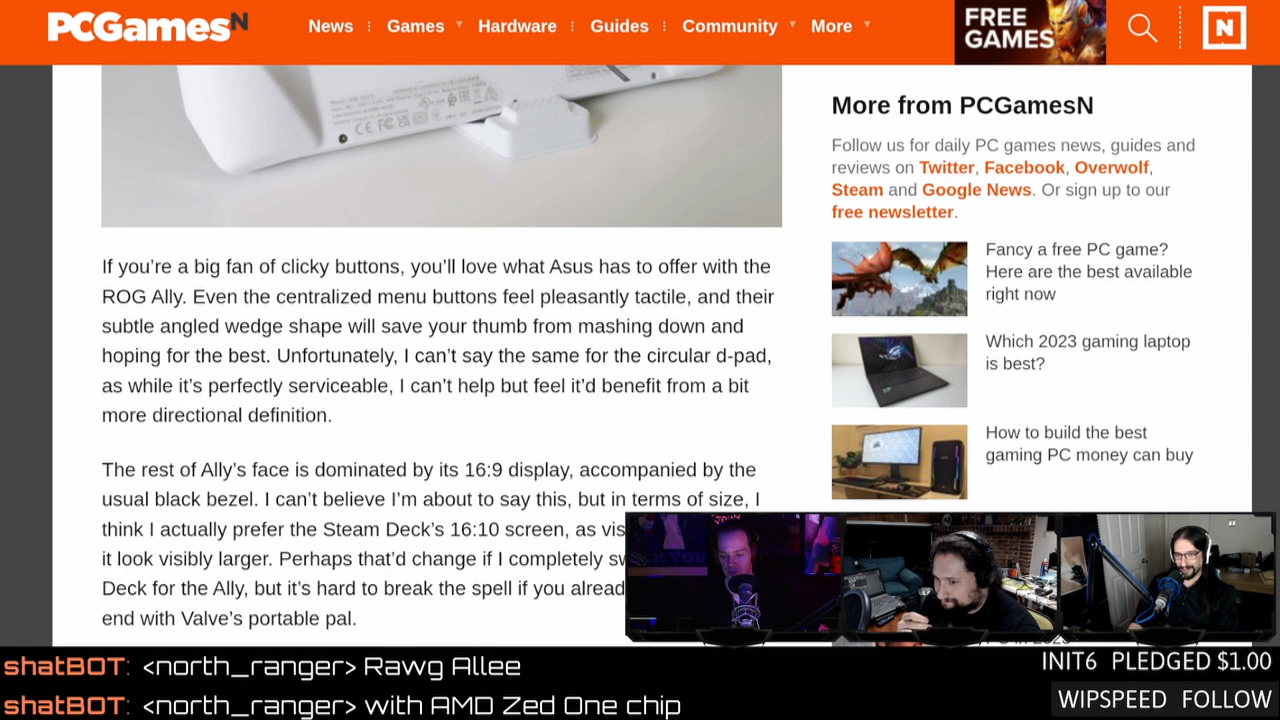 PCGamesN
News
Games
Hardware
Guides
Community
More
FREE
GAMES
N
CE FC
If you’re a big fan of clicky buttons, you’ll love what Asus has to offer with the
ROG Ally. Even the centralized menu buttons feel pleasantly tactile, and their
subtle angled wedge shape will save your thumb from mashing down and
hoping for the best. Unfortunately, I can’t say the same for the circular d-pad,
as while it’s perfectly serviceable, I can’t help but feel it’d benefit from a bit
more directional definition.
The rest of Ally’s face is dominated by its 16:9 display, accompanied by the
usual black bezel. I can’t believe I’m about to say this, but in terms of size, I
think I actually prefer the Steam Deck’s 16:10 screen, as
it look visibly larger. Perhaps that’d change if I completely
Deck for the Ally, but it’s hard to break the spell if you
end with Valve’s portable pal.
More from PCGamesN
Follow us for daily PC games news, guides and
reviews on Twitter, Facebook, Overwolf,
Steam and Google News. Or sign up to our
free newsletter.
Fancy a free PC game?
Here are the best available
right now
Which 2023 gaming laptop
is best?
How to build the best
gaming PC money can buy
shatBOT: <north_ranger> Rawg Allee
shatBOT: <north_ranger> with AMD Zed One chip
INIT6 PLEDGED $1.00
WIPSPEED FOLLOW